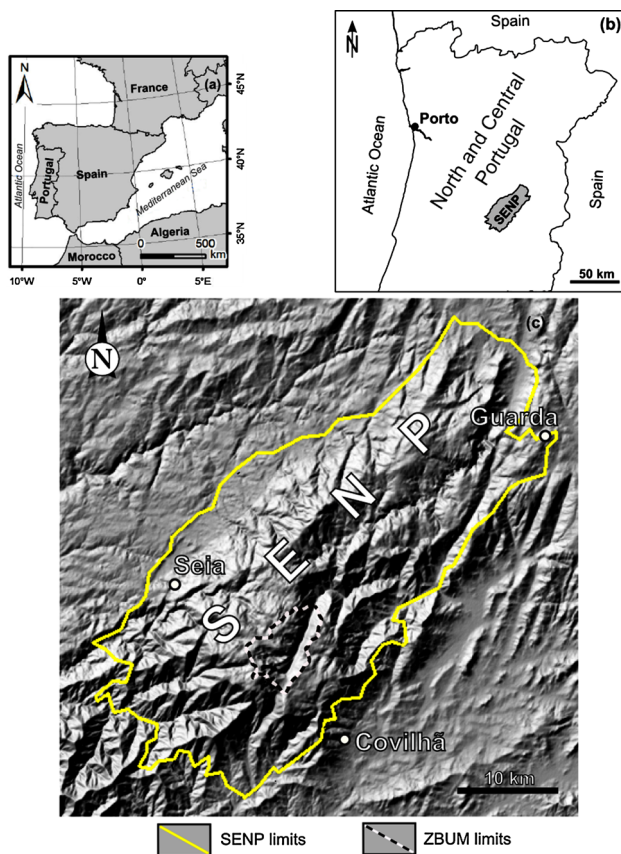 N
(a)
France
45°N
Atlantic Ocean
Portugal
Spain
40°N
Mediterranean Sea
0 500
km
Algeria
35°N
Morocco
10°W 5°W 0° 5°E
(b)
N
Spain
Porto
Atlantic Ocean
North and Central
Portugal
SENP
Spain
50 km
(c)
N
Guarda
SENP
Seia
Covilhã
10 km
SENP limits
ZBUM limits